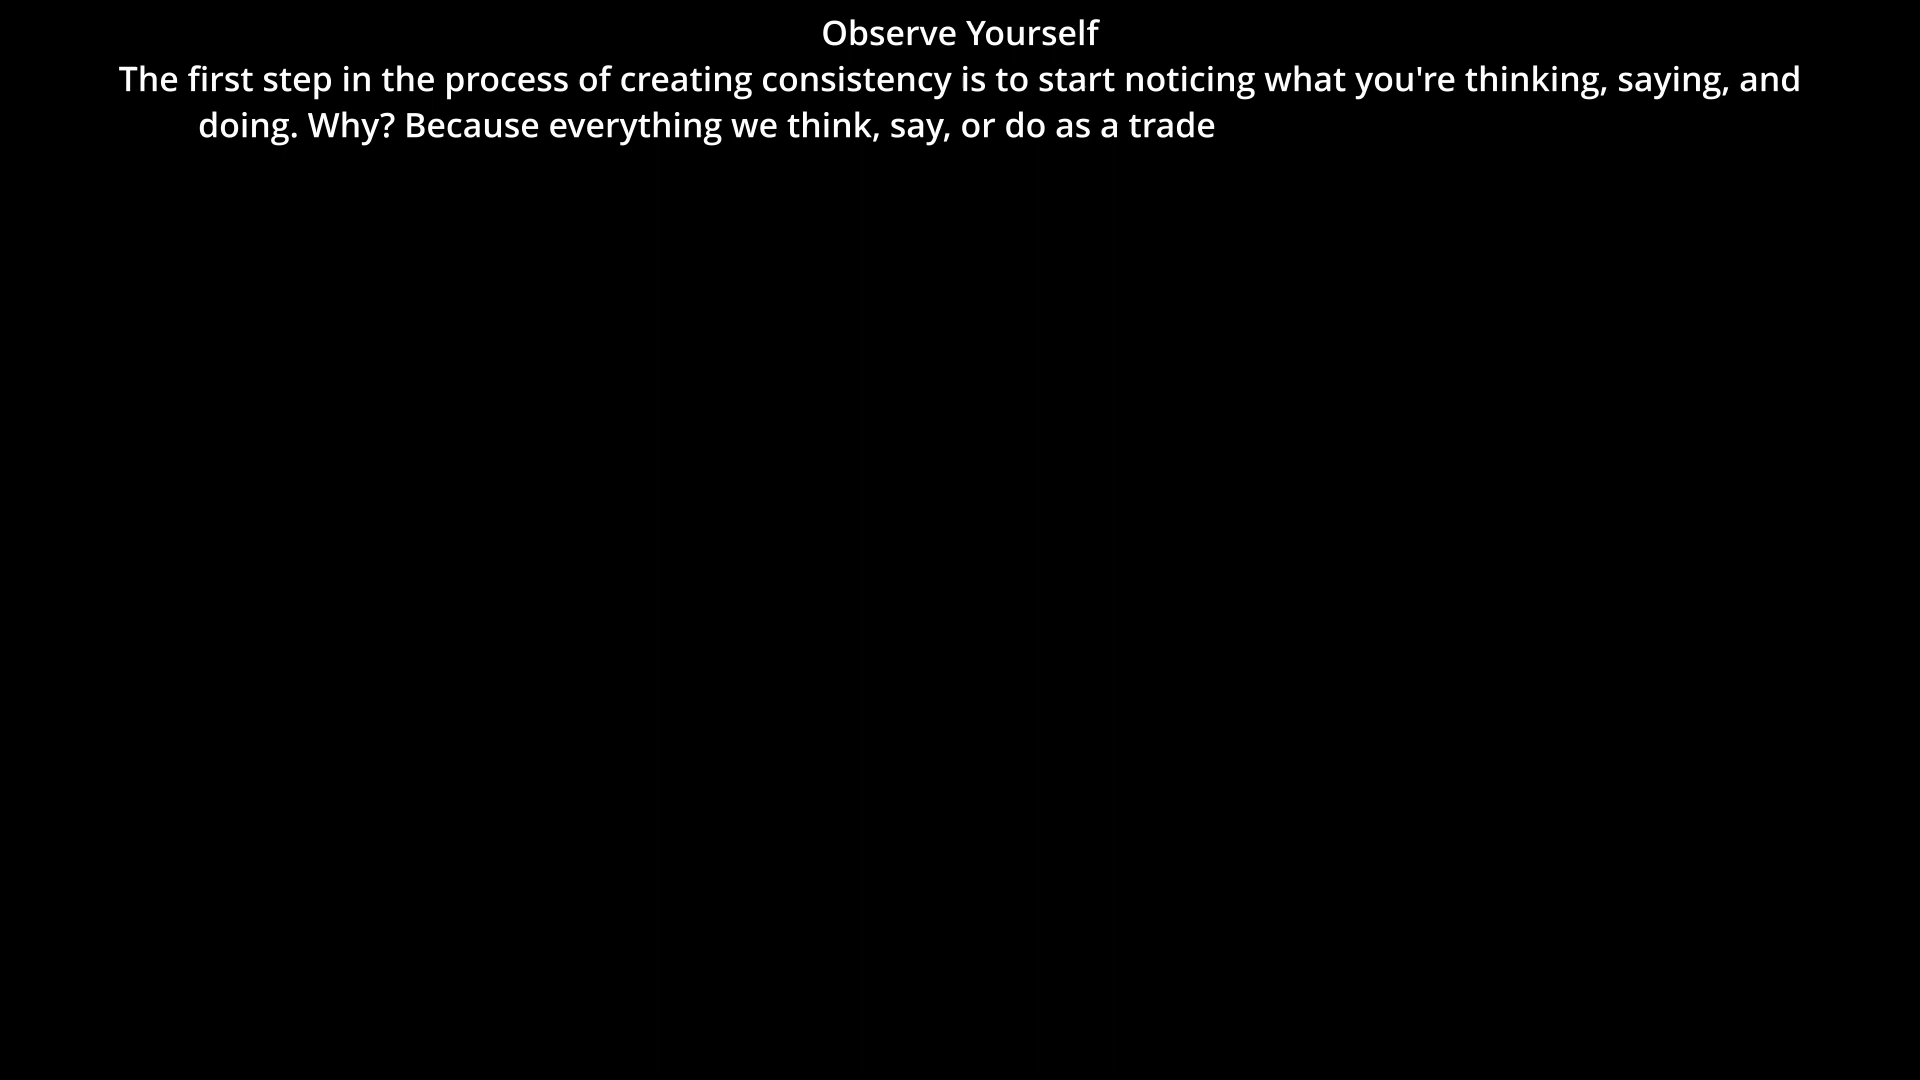 Observe Yourself
The first step in the process of creating consistency is to start noticing what you're thinking, saying, and
doing. Why? Because everything we think, say, or do as a trade